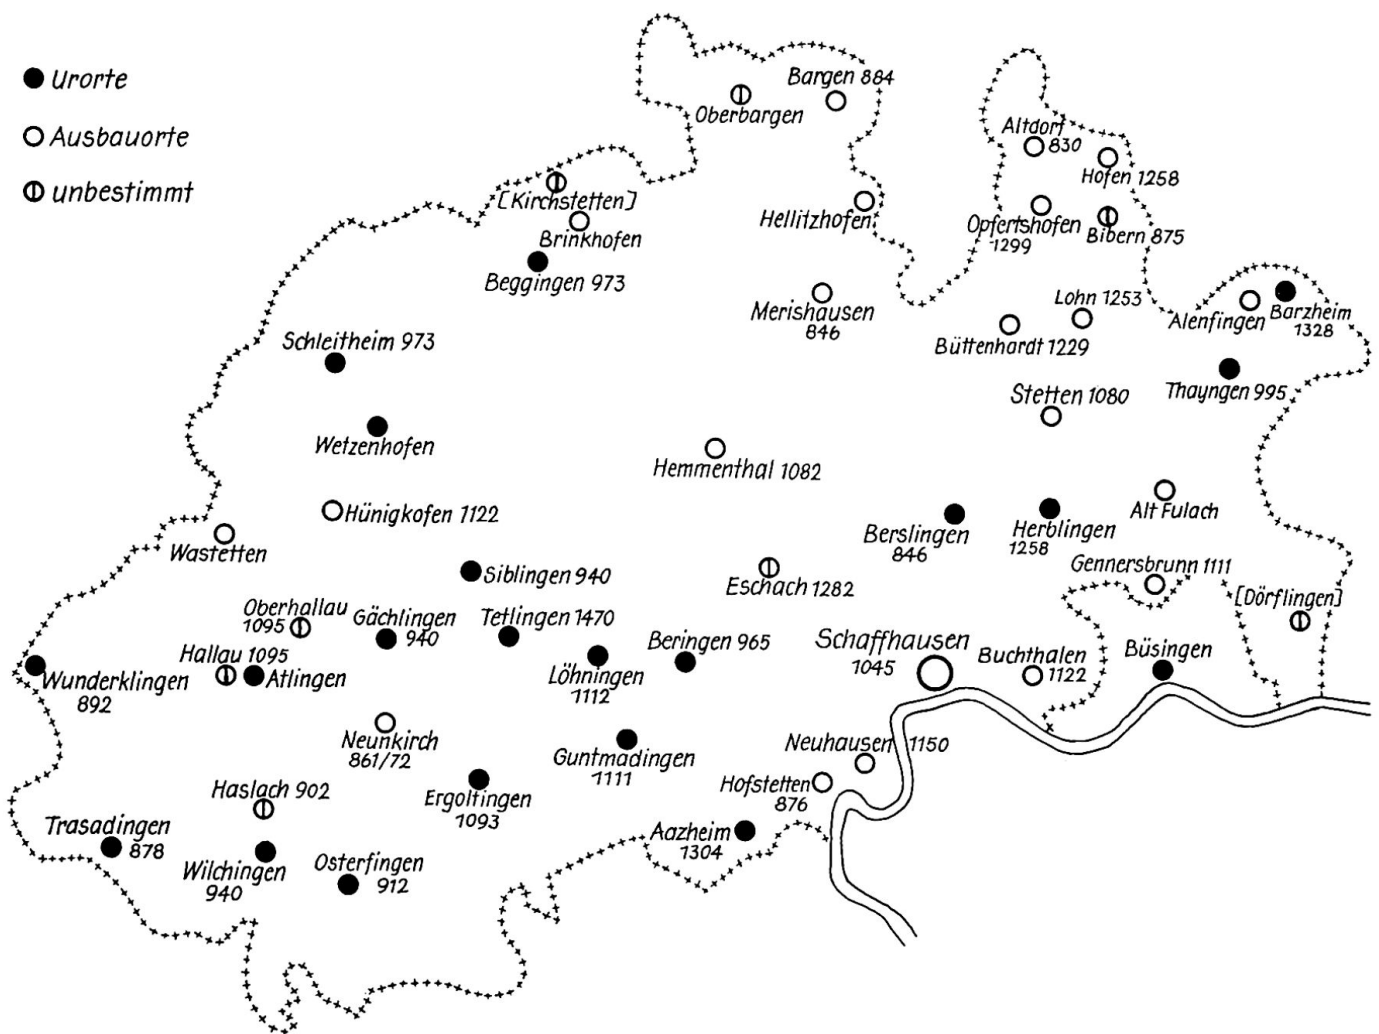 Urorte
Ausbauorte
unbestimmt
Bargen 884
Oberbargen
Altdorf
830
Hofen 1258
[Kirchstetten]
Brinkhofen
Beggingen 973
Hellitzhofen
Opfertshofen
1299
Bibern 875
Merishausen
846
Lohn 1253
Büttenhardt 1229
Alenfingen
Barzheim
1328
Schleitheim 973
Thayngen 995
Stetten 1080
Wetzenhofen
Hemmenthal 1082
Hünigkofen 1122
Alt Fulach
Wastetten
Berslingen
846
Herblingen
1258
Siblingen 940
Eschach 1282
Gennersbrunn 1111
[Dörflingen]
Oberhallau
1095
Gächlingen
940
Tetlingen 1470
Hallau 1095
Atlingen
Löhningen
1112
Beringen 965
Schaffhausen
1045
Buchthalen
1122
Büsingen
Wunderklingen
892
Neunkirch
861/72
Guntmadingen
1111
Neuhausen 1150
Haslach 902
Ergoltingen
1093
Hofstetten
876
Trasadingen
878
Aazheim
1304
Wilchingen
940
Osterfingen
912